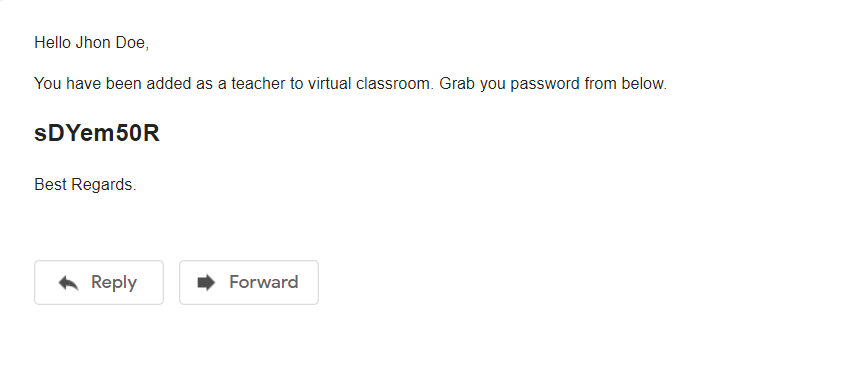 Hello Jhon Doe,
You have been added as a teacher to virtual classroom. Grab you password from below.
sDYem50R
Best Regards.
Reply
Forward